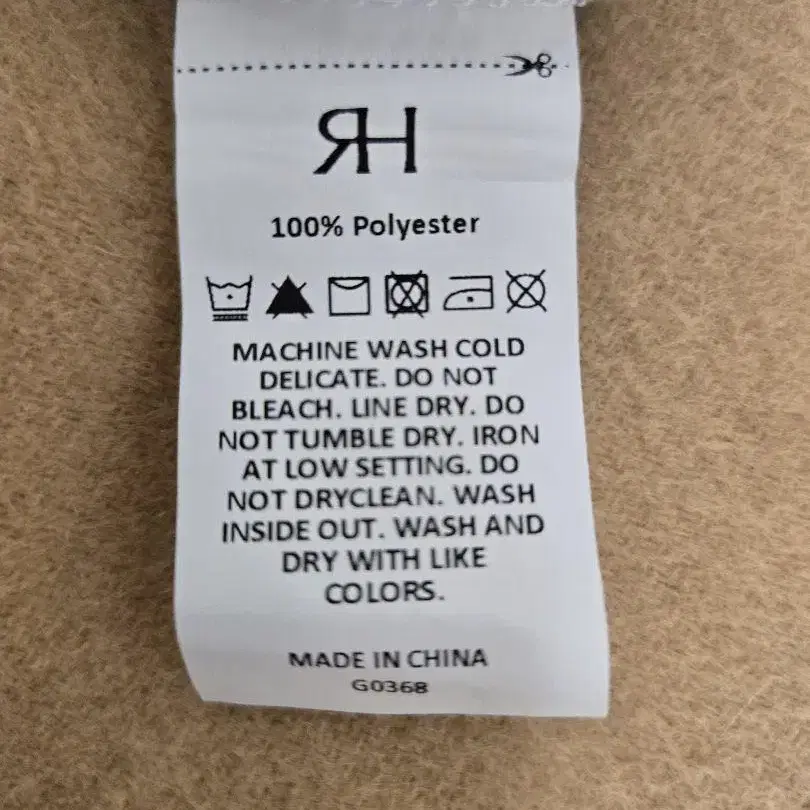 RH
100% Polyester
MACHINE WASH COLD
DELICATE. DO NOT
BLEACH. LINE DRY. DO
NOT TUMBLE DRY. IRON
AT LOW SETTING. DO
NOT DRYCLEAN. WASH
INSIDE OUT. WASH AND
DRY WITH LIKE
COLORS.
MADE IN CHINA
G0368